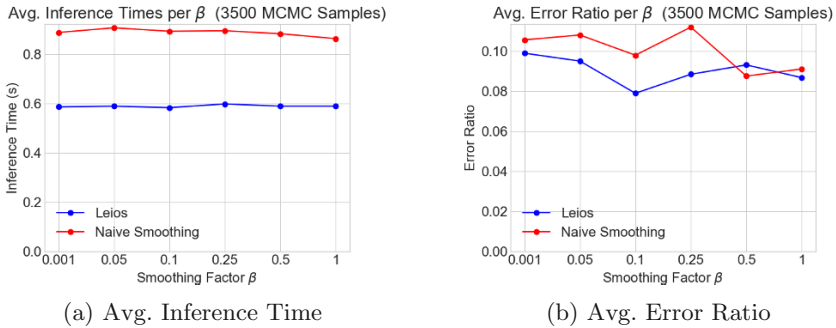 Avg. Inference Times per β (3500 MCMC Samples)
Inference Time (s)
0.8
0.6
0.4
0.2
0.0
Leios
Naive Smoothing
0.001 0.05 0.1 0.25 0.5 1
Smoothing Factor β
(a) Avg. Inference Time
Avg. Error Ratio per β (3500 MCMC Samples)
Error Ratio
0.10
0.08
0.06
0.04
0.02
0.00
Leios
Naive Smoothing
0.001 0.05 0.1 0.25 0.5 1
Smoothing Factor β
(b) Avg. Error Ratio